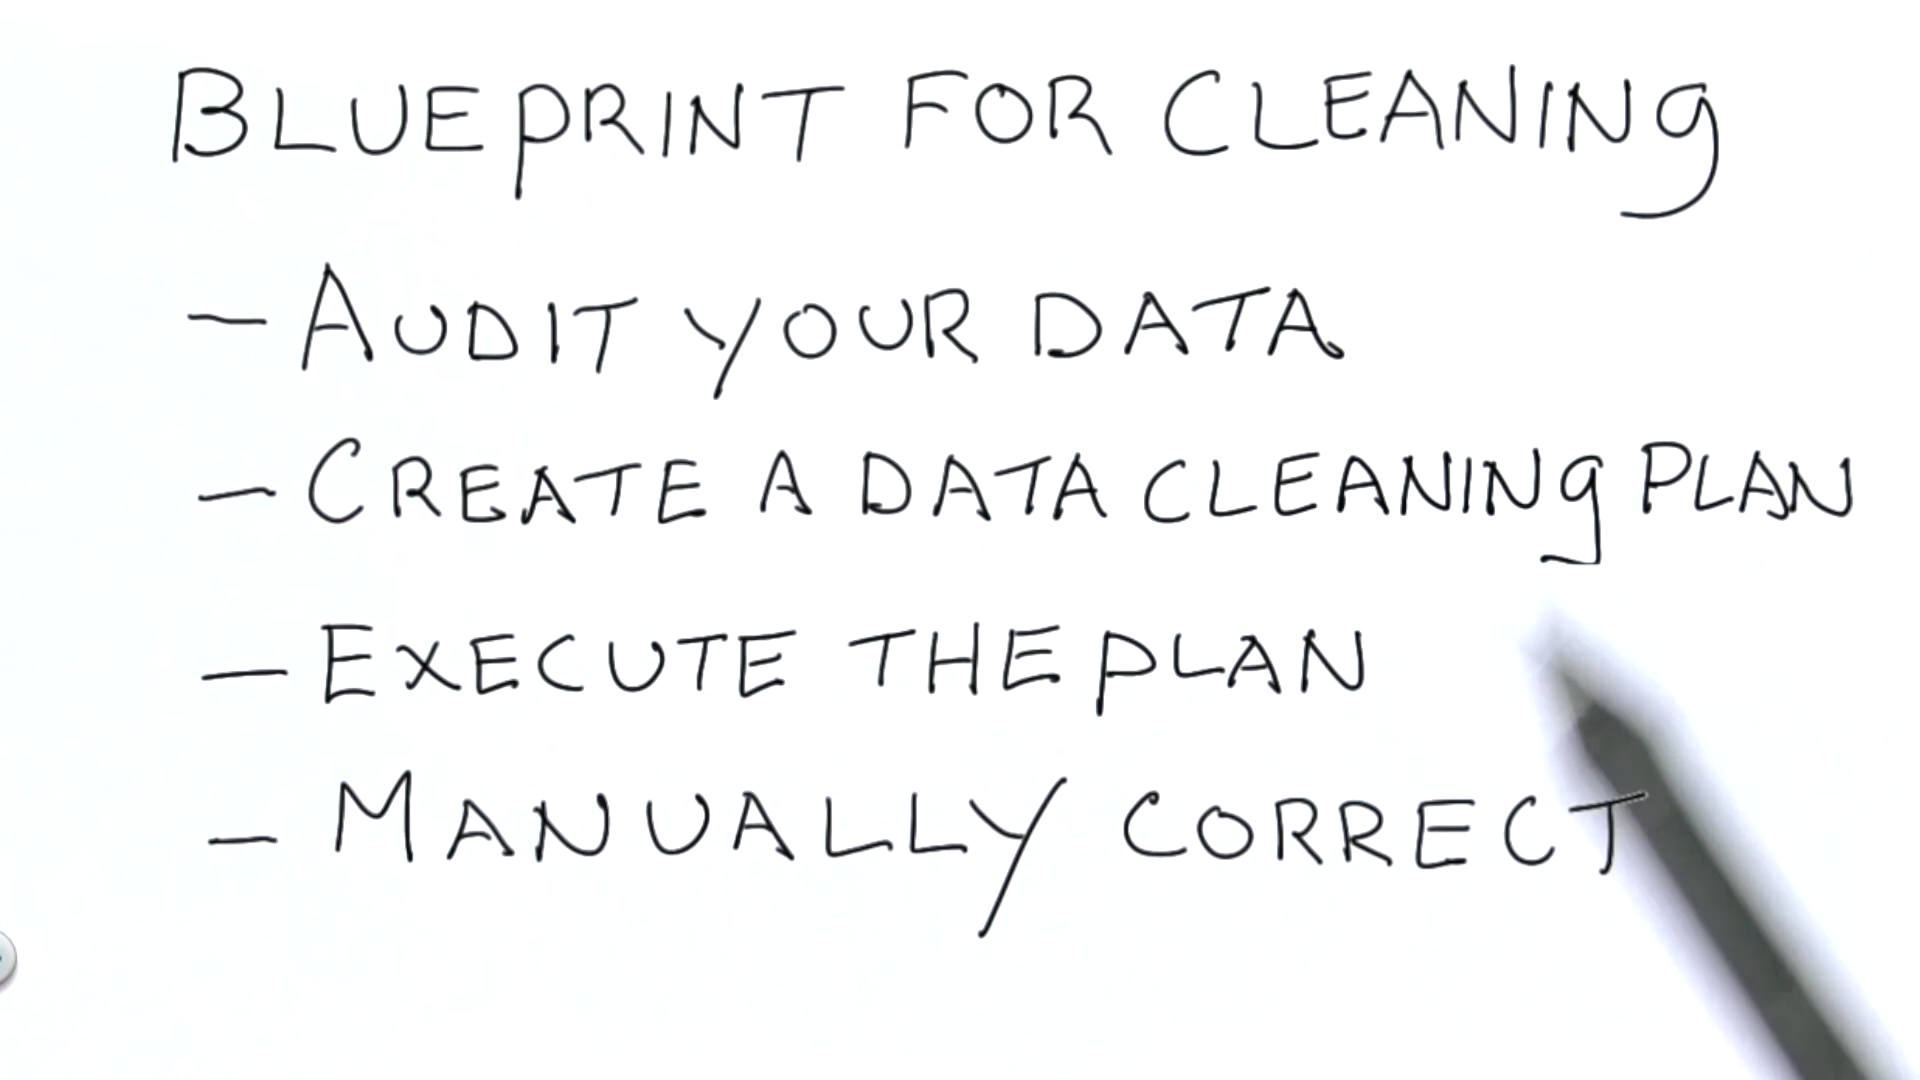 BLUEPRINT FOR CLEANING
- AUDIT YOUR DATA
- CREATE A DATA CLEANING PLAN
- EXECUTE THE PLAN
- MANUALLY CORRECT